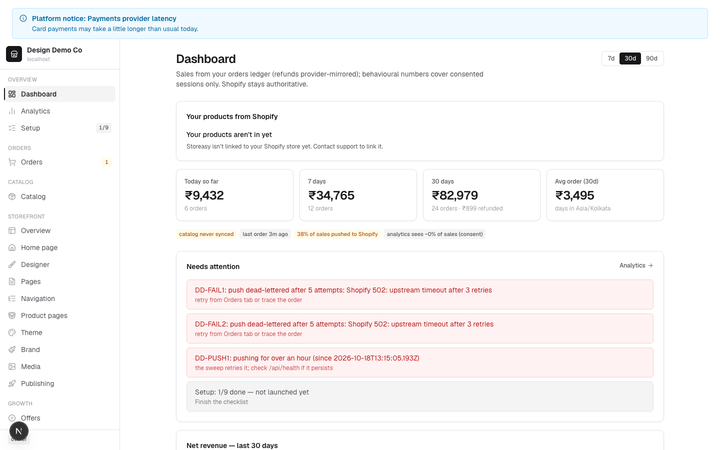 Platform notice: Payments provider latency
Card payments may take a little longer than usual today.
Design Demo Co
localhost
OVERVIEW
Dashboard
Analytics
Setup 1/9
ORDERS
Orders 1
CATALOG
Catalog
STOREFRONT
Overview
Home page
Designer
Pages
Navigation
Product pages
Theme
Brand
Media
Publishing
GROWTH
Offers
N
Dashboard
7d 30d 90d
Sales from your orders ledger (refunds provider-mirrored); behavioural numbers cover consented
sessions only. Shopify stays authoritative.
Your products from Shopify
Your products aren't in yet
Storeasy isn't linked to your Shopify store yet. Contact support to link it.
Today so far
₹9,432
6 orders
7 days
₹34,765
12 orders
30 days
₹82,979
24 orders · ₹899 refunded
Avg order (30d)
₹3,495
days in Asia/Kolkata
catalog never synced
last order 3m ago
38% of sales pushed to Shopify
analytics sees ~0% of sales (consent)
Needs attention
Analytics →
DD-FAIL1: push dead-lettered after 5 attempts: Shopify 502: upstream timeout after 3 retries
retry from Orders tab or trace the order
DD-FAIL2: push dead-lettered after 5 attempts: Shopify 502: upstream timeout after 3 retries
retry from Orders tab or trace the order
DD-PUSH1: pushing for over an hour (since 2026-10-18T13:15:05.193Z)
the sweep retries it; check /api/health if it persists
Setup: 1/9 done — not launched yet
Finish the checklist
Net revenue — last 30 days